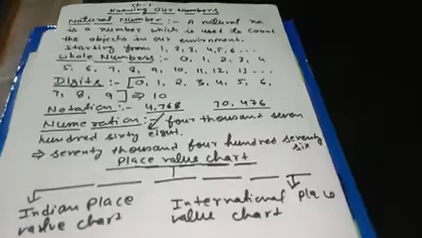 Ch-1
Knowing Our Numbers
Natural Number :- A natural no.
is a number which is used to count
the objects in our environment.
Starting from 1, 2, 3, 4, 5, 6 ...
Whole Numbers :- 0, 1, 2, 3, 4
5, 6, 7, 8, 9, 10, 11, 12, 13 ...
Digits :- [0, 1, 2, 3, 4, 5, 6,
7, 8, 9] ⇒ 10
Notation :- 4,768 70,476
Numeration :- four thousand seven
hundred sixty eight.
⇒ seventy thousand four hundred seventy
six
Place value chart
Indian place International place
value chart value chart